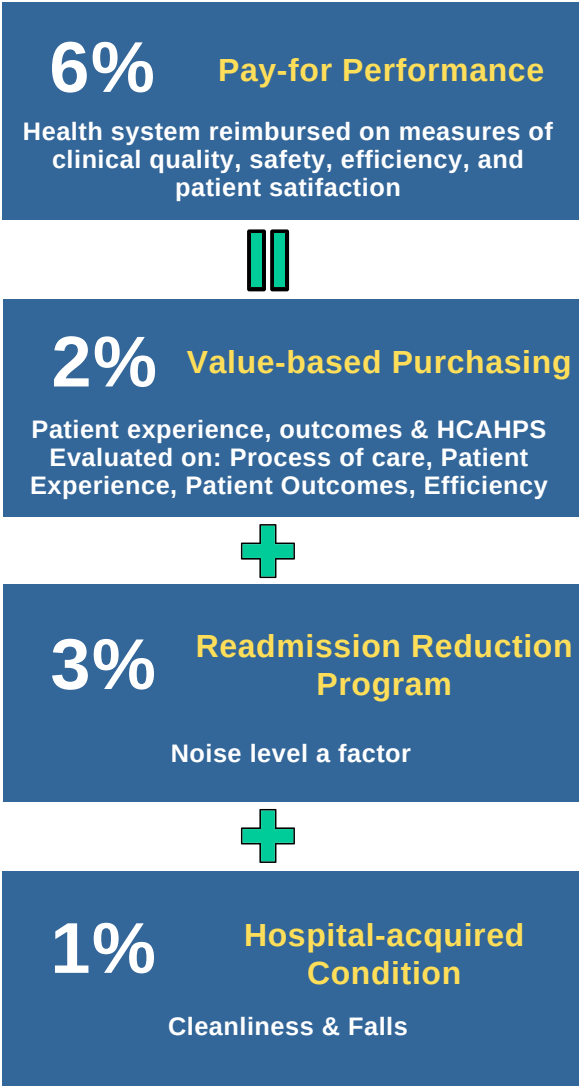 6%
Pay-for Performance
Health system reimbursed on measures of
clinical quality, safety, efficiency, and
patient satifaction
2%
Value-based Purchasing
Patient experience, outcomes & HCAHPS
Evaluated on: Process of care, Patient
Experience, Patient Outcomes, Efficiency
3%
Readmission Reduction
Program
Noise level a factor
1%
Hospital-acquired
Condition
Cleanliness & Falls